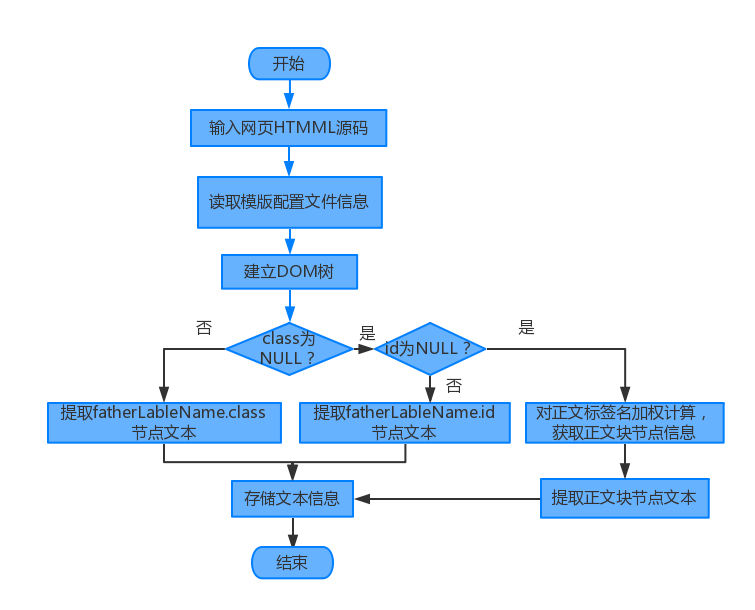 开始
输入网页HTMML源码
读取模版配置文件信息
建立DOM树
否
class为
NULL？
是
id为NULL？
是
否
提取fatherLableName.class
节点文本
提取fatherLableName.id
节点文本
对正文标签名加权计算，
获取正文块节点信息
存储文本信息
提取正文块节点文本
结束